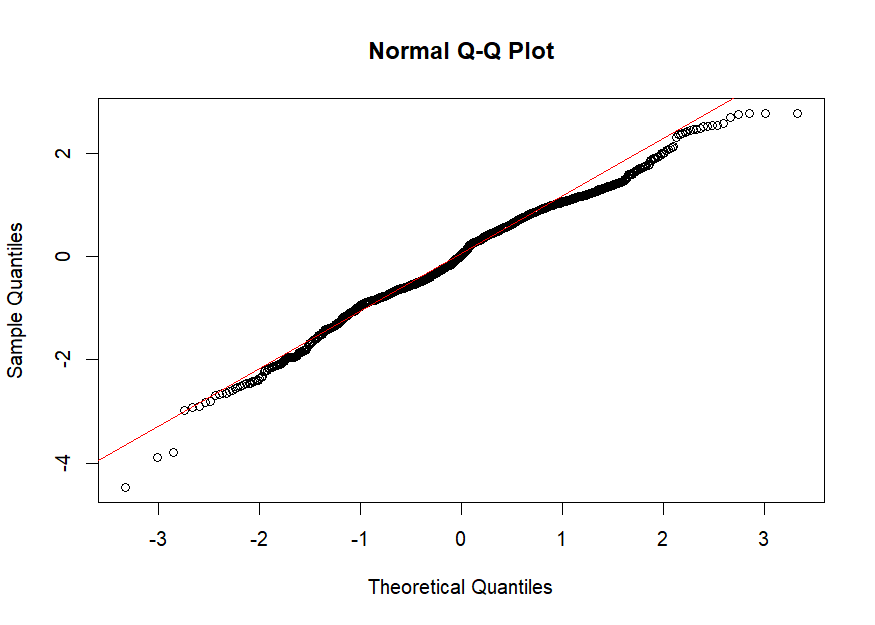 Normal Q-Q Plot
2
0
-2
-4
Sample Quantiles
-3 -2 -1 0 1 2 3
Theoretical Quantiles